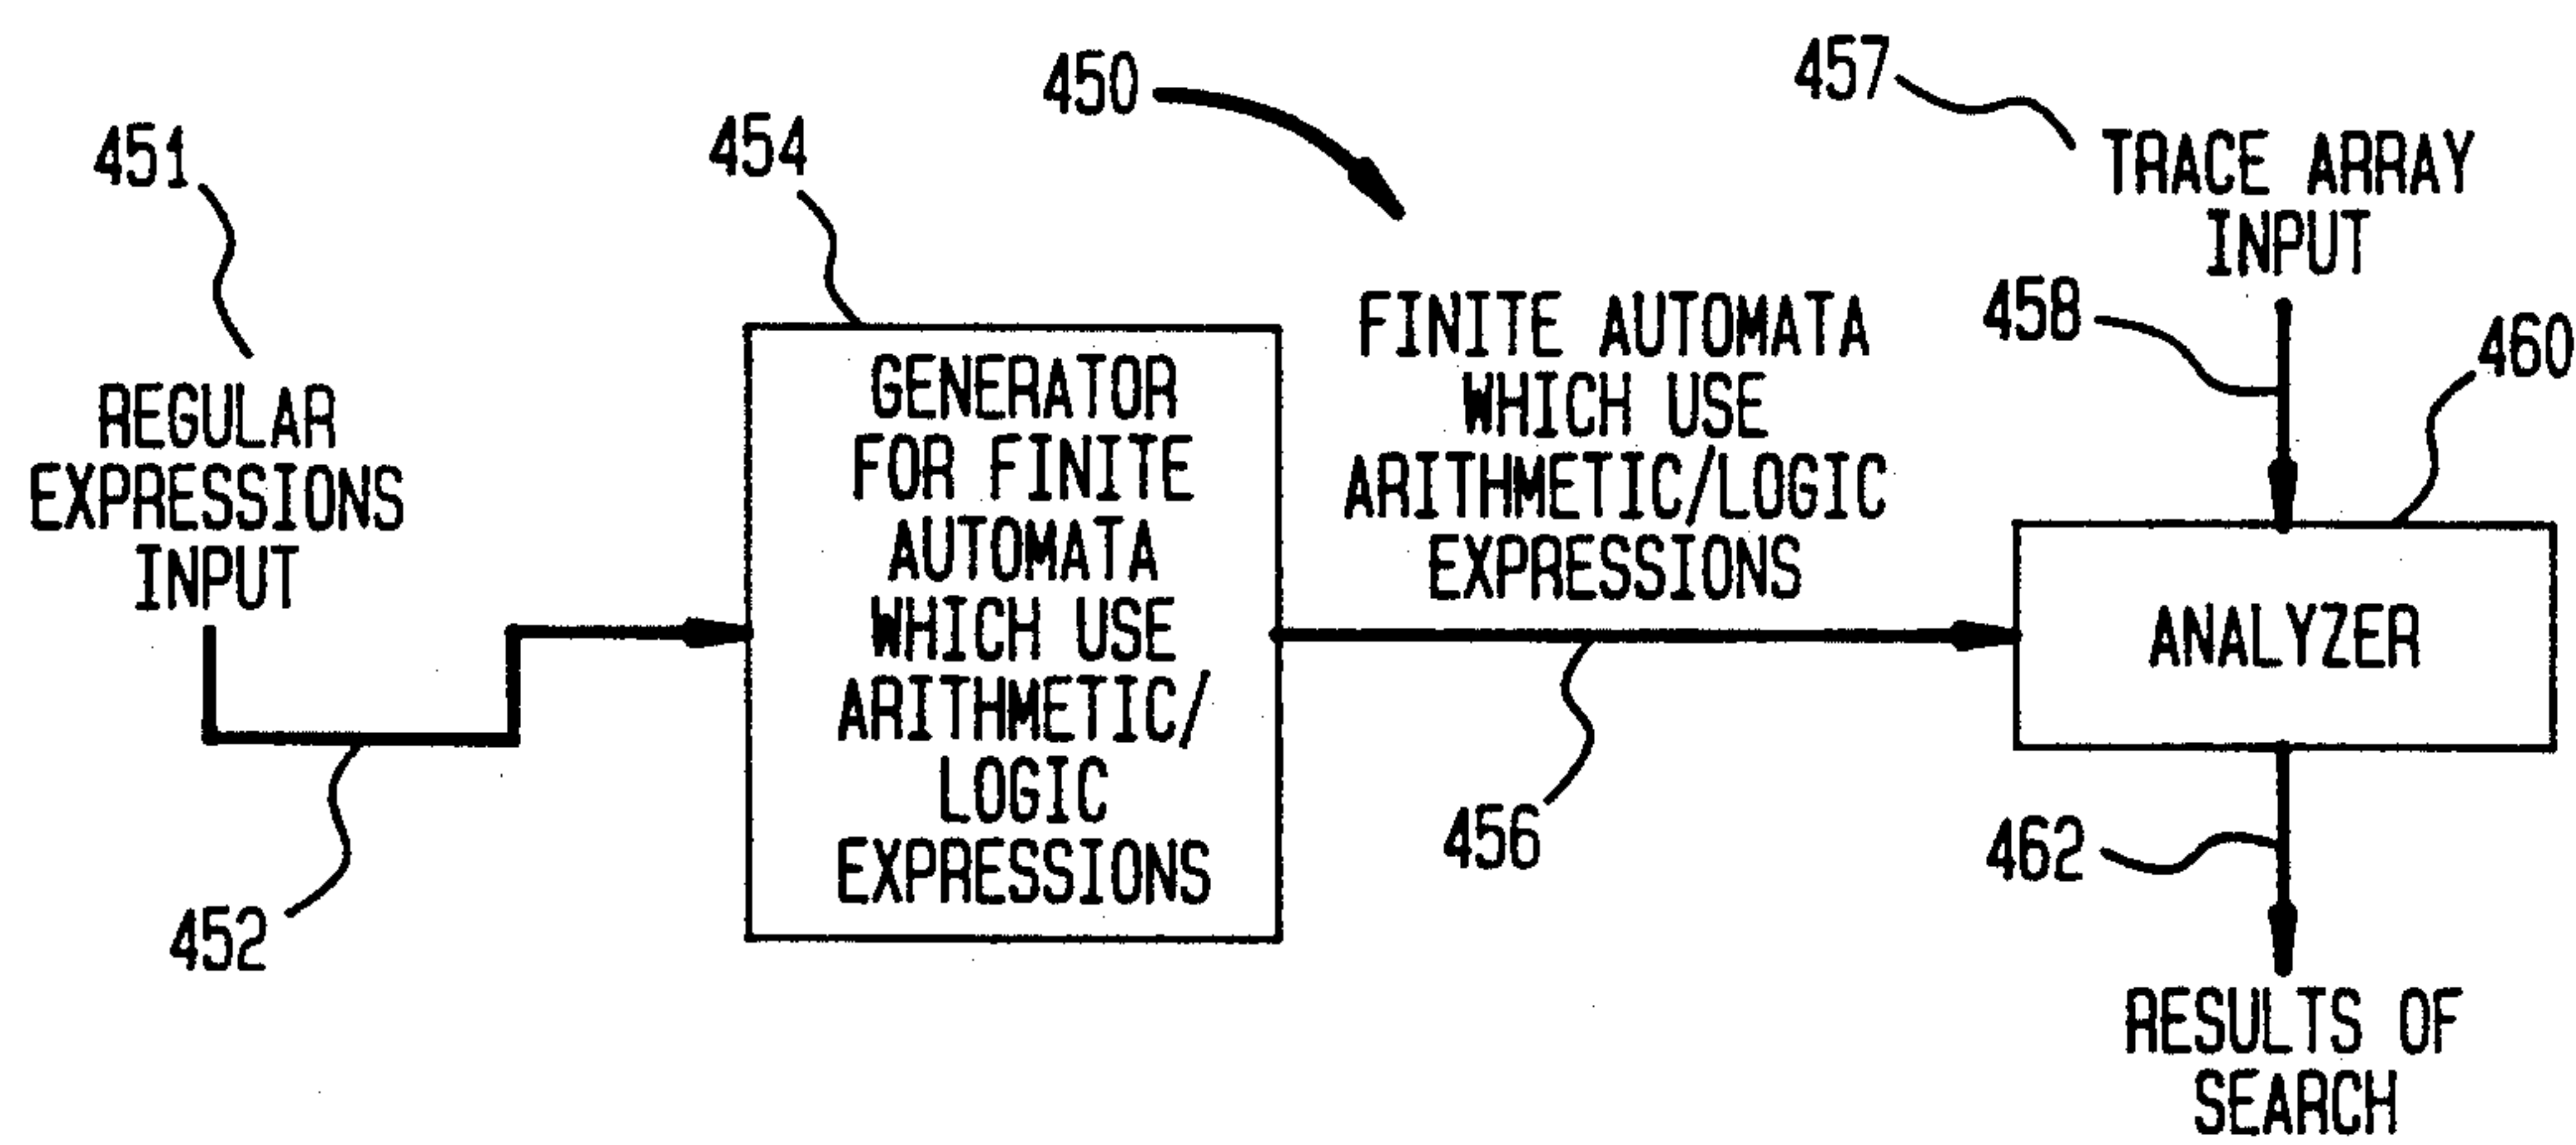 450
457
451
454
TRACE ARRAY
INPUT
458
460
REGULAR
EXPRESSIONS
INPUT
452
GENERATOR
FOR FINITE
AUTOMATA
WHICH USE
ARITHMETIC/
LOGIC
EXPRESSIONS
FINITE AUTOMATA
WHICH USE
ARITHMETIC/LOGIC
EXPRESSIONS
456
ANALYZER
462
RESULTS OF
SEARCH